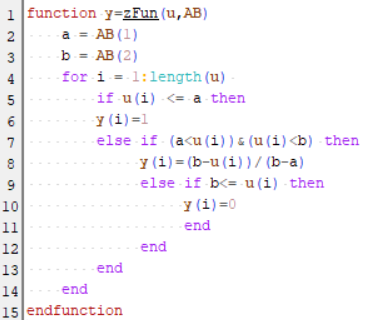 1 function y=zFun(u,AB)
2 a = AB(1)
3 b = AB(2)
4 for i = 1:length(u)
5 if u(i) <= a then
6 y(i)=1
7 else if (a<u(i))&(u(i)<b) then
8 y(i)=(b-u(i))/(b-a)
9 else if b<= u(i) then
10 y(i)=0
11 end
12 end
13 end
14 end
15 endfunction